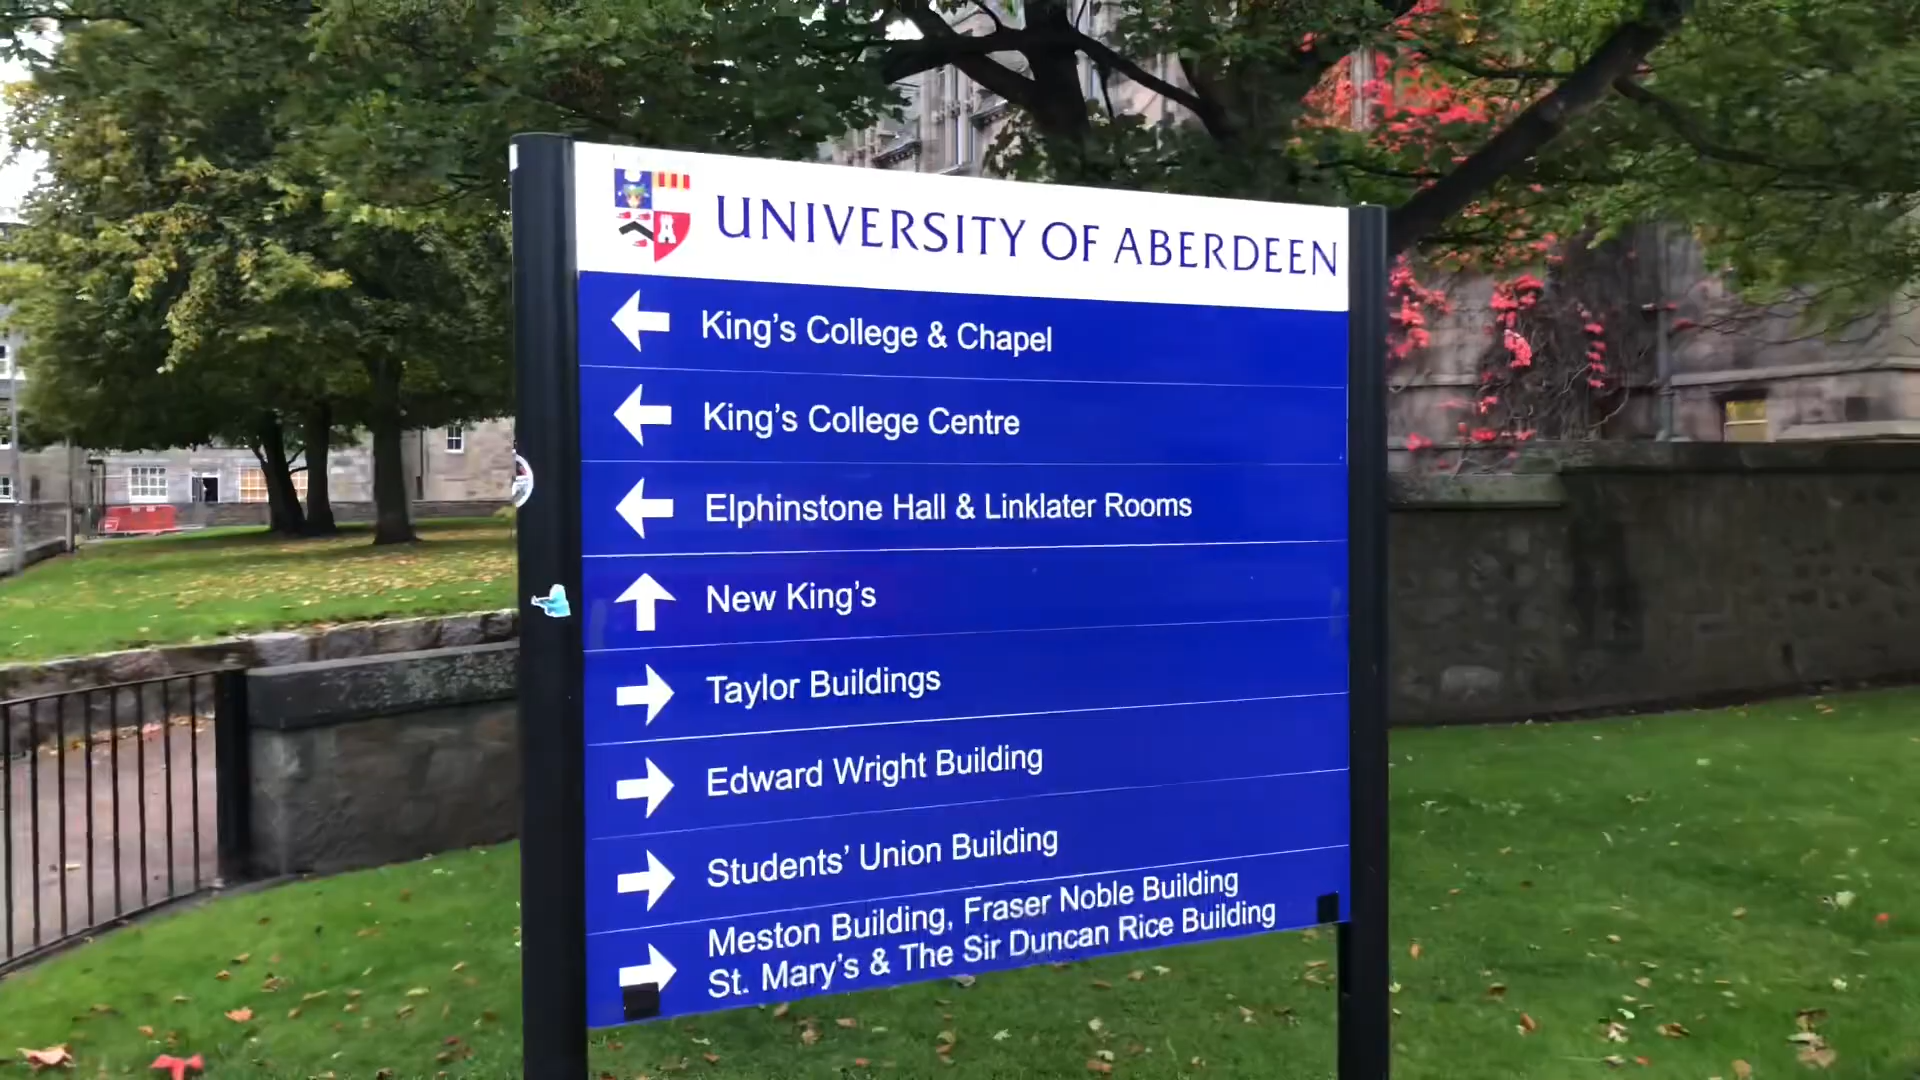 UNIVERSITY OF ABERDEEN
King's College & Chapel
King's College Centre
Elphinstone Hall & Linklater Rooms
New King's
Taylor Buildings
Edward Wright Building
Students' Union Building
Meston Building, Fraser Noble Building
St. Mary's & The Sir Duncan Rice Building